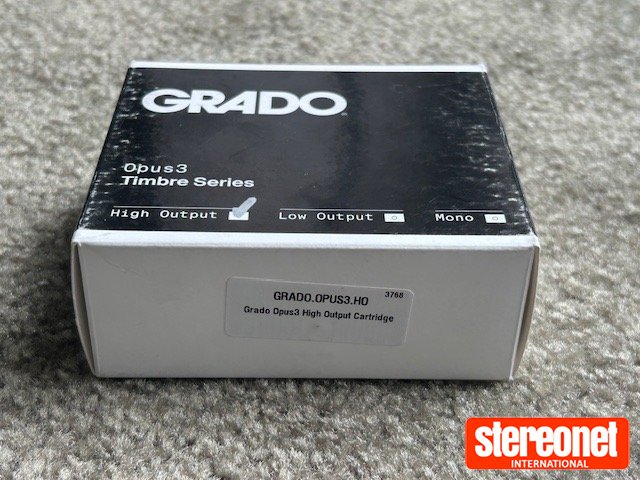 GRADO
Opus3
Timbre Series
High Output Low Output Mono
GRADO.OPUS3.HO 3768
Grado Opus3 High Output Cartridge
stereonet
INTERNATIONAL